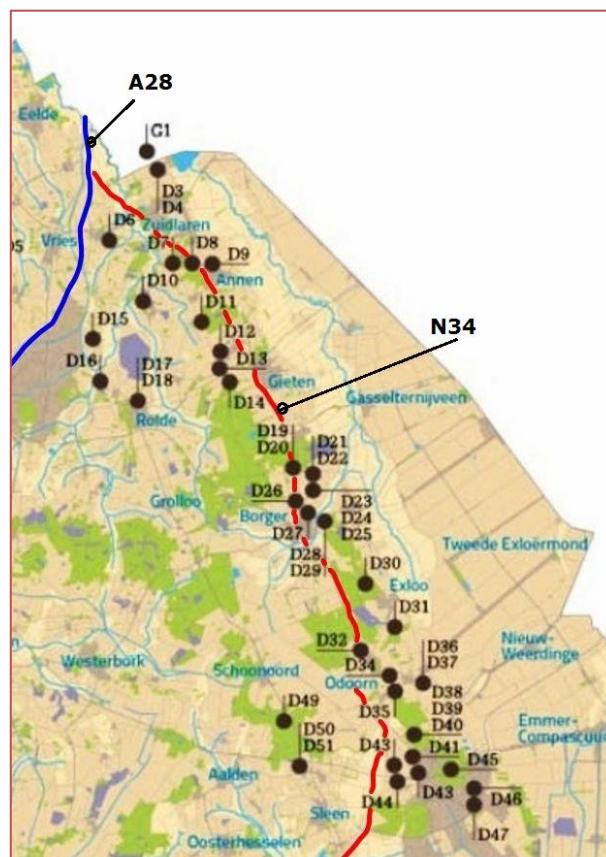 A28
Eelde
G1
D3
D4
D6
Zuidlaren
Vries
D7
D8
D9
05
Annen
D10
D11
N34
D15
D12
D13
D16
D17
D18
Gieten
D14
Gasselternijveen
Rolde
D19
D20
D21
D22
D26
Grolloo
D23
D24
D25
Borger
D27
D28
D29
Tweede Exloërmond
D30
Exloo
D31
D32
D36
D37
Nieuw-
Weerdinge
Westerbork
Schoonoord
D34
Odoorn
D35
D38
D39
D40
D49
D50
D51
Emmer-
Compascuu
D43
D41
D45
Aalden
D44
D43
D46
Sleen
D47
Oosterhesselen